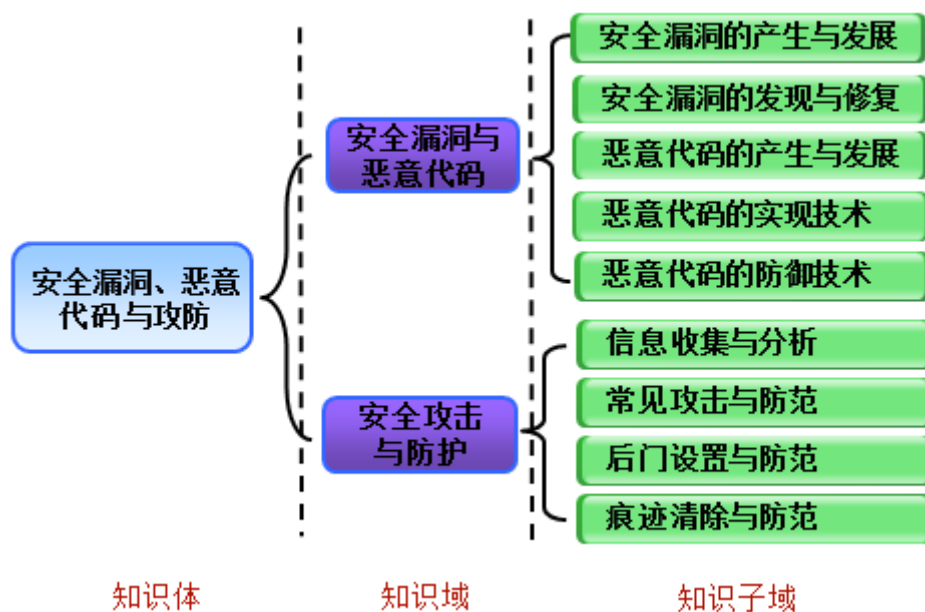 安全漏洞、恶意
代码与攻防
安全漏洞与
恶意代码
安全漏洞的产生与发展
安全漏洞的发现与修复
恶意代码的产生与发展
恶意代码的实现技术
恶意代码的防御技术
安全攻击
与防护
信息收集与分析
常见攻击与防范
后门设置与防范
痕迹清除与防范
知识体
知识域
知识子域